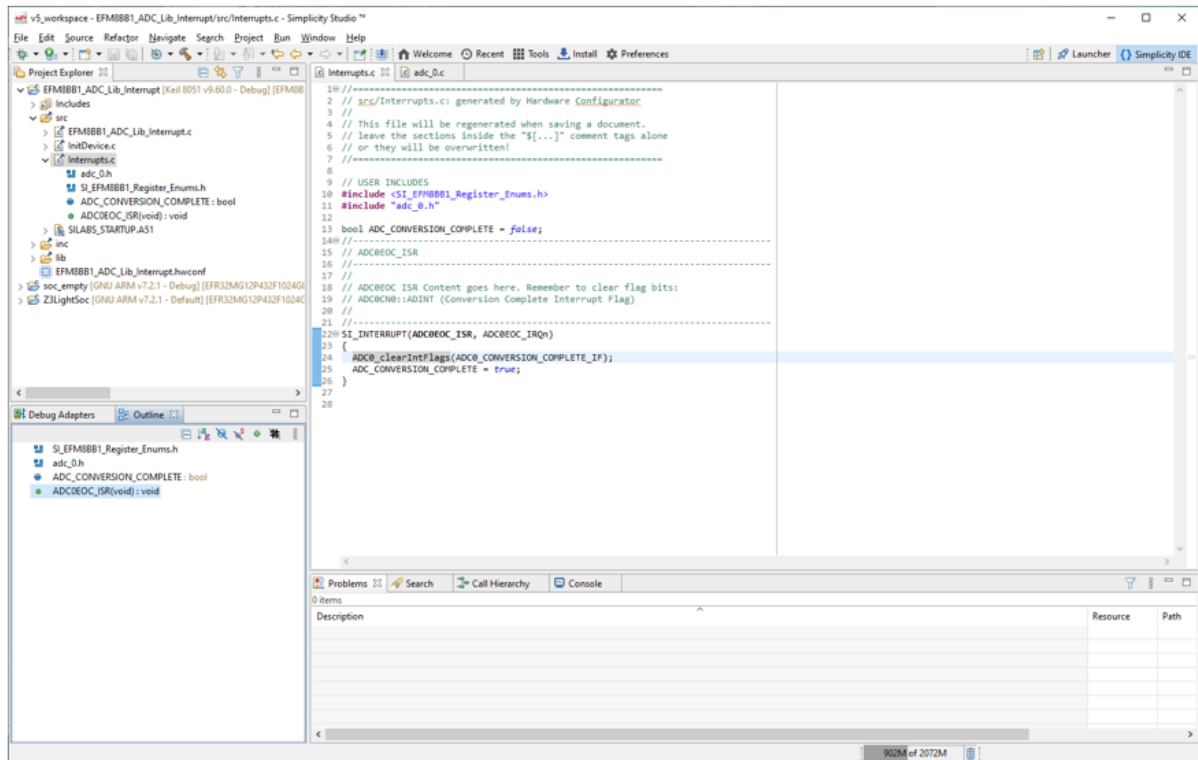 v5_workspace - EFM8BB1_ADC_Lib_Interrupt/src/Interrupts.c - Simplicity Studio ™
File Edit Source Refactor Navigate Search Project Run Window Help
Welcome Recent Tools Install Preferences Launcher {} Simplicity IDE
Project Explorer
EFM8BB1_ADC_Lib_Interrupt [Keil 8051 v9.60.0 - Debug] [EFM8B
Includes
src
EFM8BB1_ADC_Lib_Interrupt.c
InitDevice.c
Interrupts.c
adc_0.h
SI_EFM8BB1_Register_Enums.h
ADC_CONVERSION_COMPLETE : bool
ADC0EOC_ISR(void) : void
SILABS_STARTUP.A51
inc
lib
EFM8BB1_ADC_Lib_Interrupt.hwconf
soc_empty [GNU ARM v7.2.1 - Debug] [EFR32MG12P432F1024Gl
Z3LightSoc [GNU ARM v7.2.1 - Default] [EFR32MG12P432F1024C
Interrupts.c adc_0.c
1 //=========================================================
2 // src/Interrupts.c: generated by Hardware Configurator
3 //
4 // This file will be regenerated when saving a document.
5 // leave the sections inside the "$[...]" comment tags alone
6 // or they will be overwritten!
7 //=========================================================
8
9 // USER INCLUDES
10 #include <SI_EFM8BB1_Register_Enums.h>
11 #include "adc_0.h"
12
13 bool ADC_CONVERSION_COMPLETE = false;
14 //-----------------------------------------------------------------------------
15 // ADC0EOC_ISR
16 //-----------------------------------------------------------------------------
17 //
18 // ADC0EOC ISR Content goes here. Remember to clear flag bits:
19 // ADC0CN0::ADINT (Conversion Complete Interrupt Flag)
20 //
21 //-----------------------------------------------------------------------------
22 SI_INTERRUPT(ADC0EOC_ISR, ADC0EOC_IRQn)
23 {
24 ADC0_clearIntFlags(ADC0_CONVERSION_COMPLETE_IF);
25 ADC_CONVERSION_COMPLETE = true;
26 }
27
28
Debug Adapters Outline
SI_EFM8BB1_Register_Enums.h
adc_0.h
ADC_CONVERSION_COMPLETE : bool
ADC0EOC_ISR(void) : void
Problems Search Call Hierarchy Console
0 items
Description Resource Path
902M of 2072M